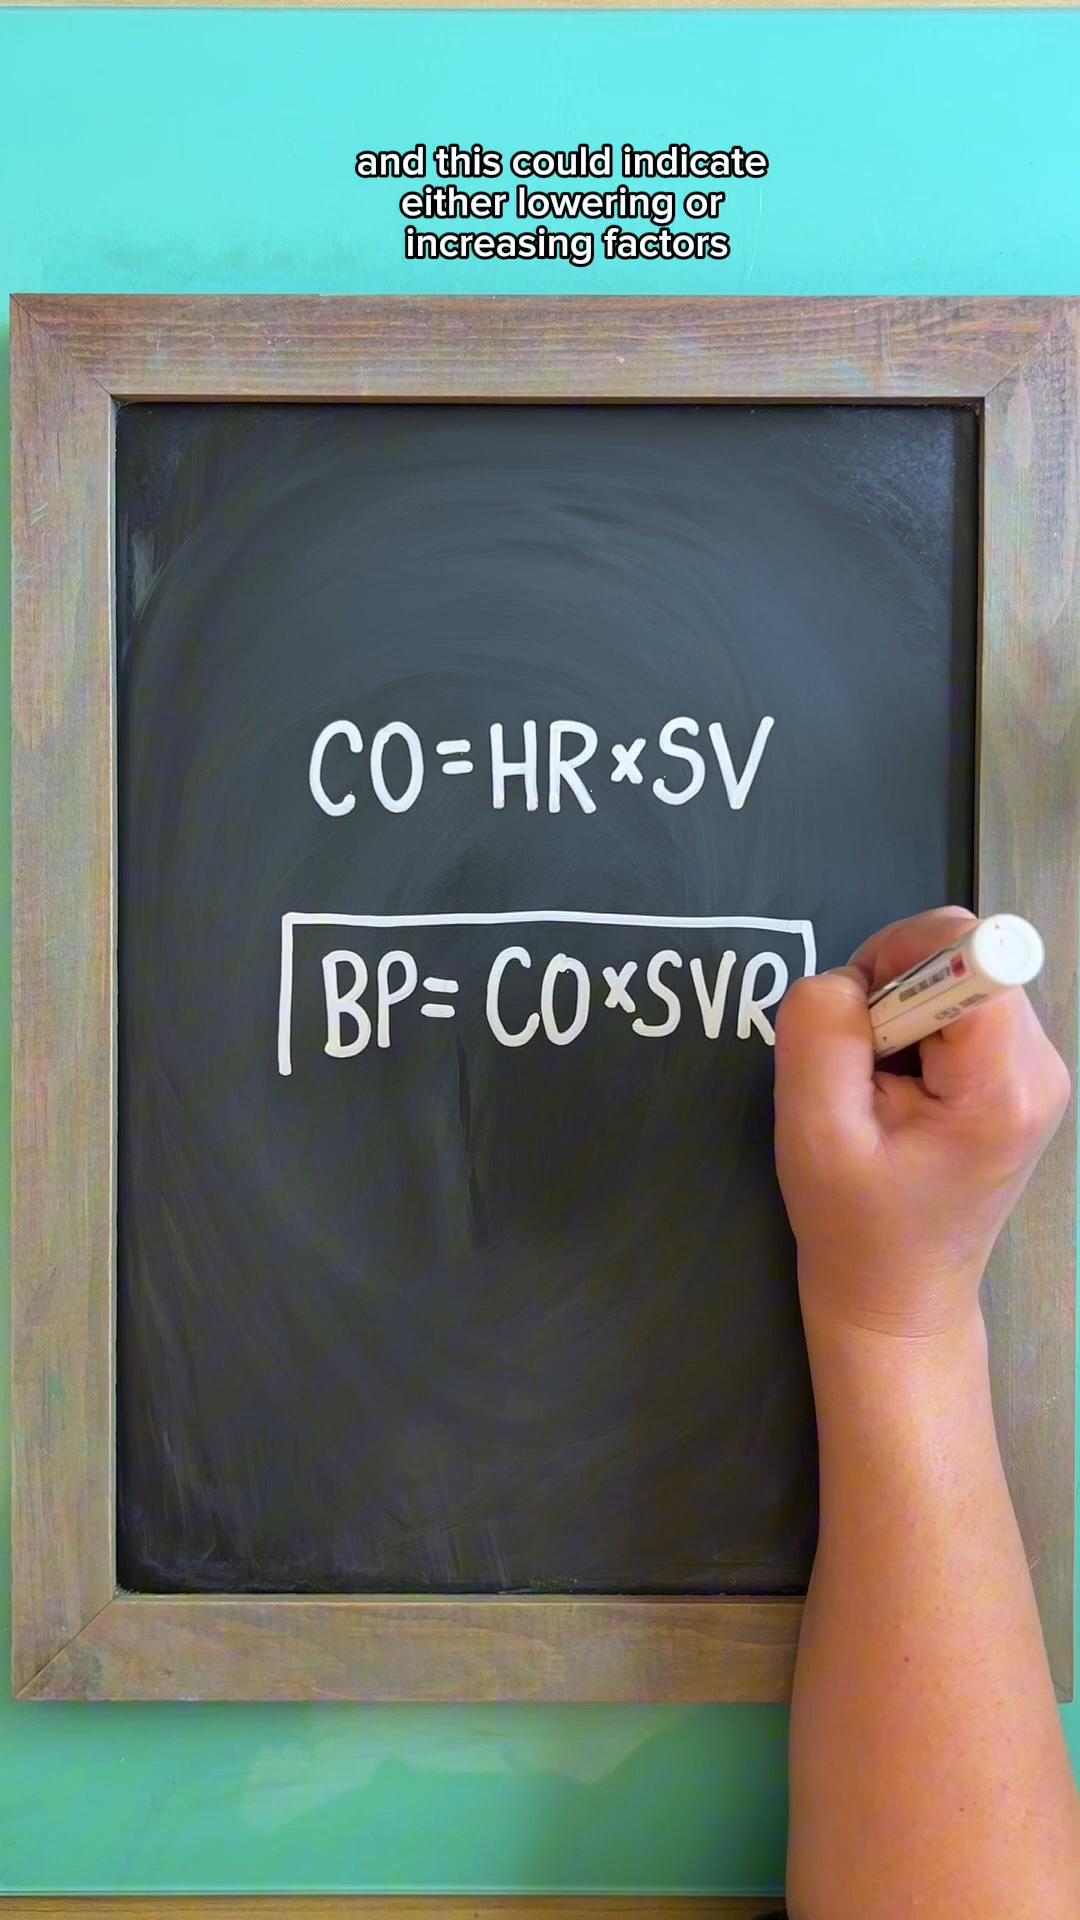 and this could indicate
either lowering or
increasing factors
CO=HR×SV
BP= CO×SVR